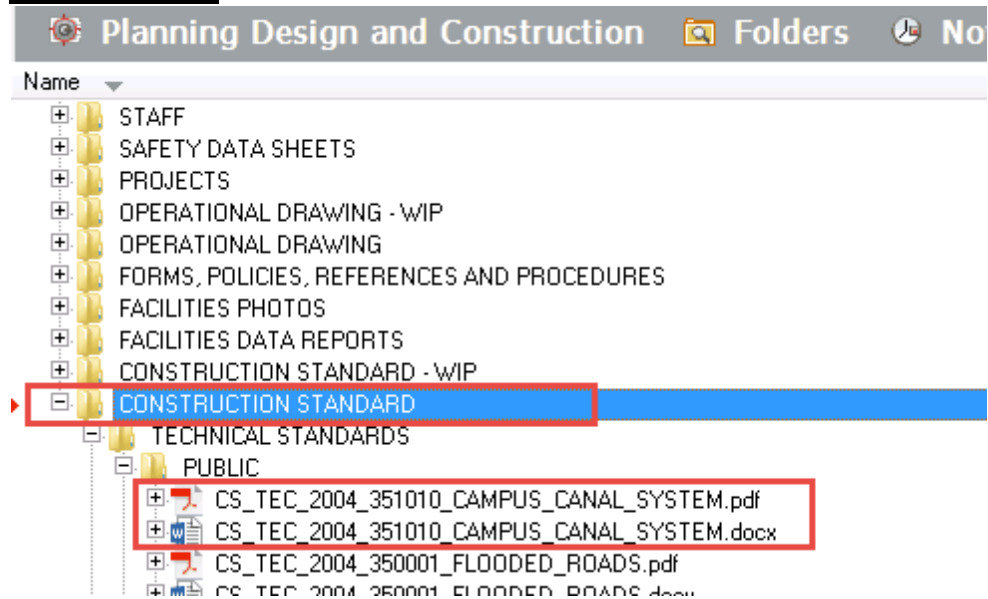 Planning Design and Construction Folders
Name
STAFF
SAFETY DATA SHEETS
PROJECTS
OPERATIONAL DRAWING - WIP
OPERATIONAL DRAWING
FORMS, POLICIES, REFERENCES AND PROCEDURES
FACILITIES PHOTOS
FACILITIES DATA REPORTS
CONSTRUCTION STANDARD - WIP
CONSTRUCTION STANDARD
TECHNICAL STANDARDS
PUBLIC
CS_TEC_2004_351010_CAMPUS_CANAL_SYSTEM.pdf
CS_TEC_2004_351010_CAMPUS_CANAL_SYSTEM.docx
CS_TEC_2004_350001_FLOODED_ROADS.pdf
CS_TEC_2004_350001_FLOODED_ROADS.docx